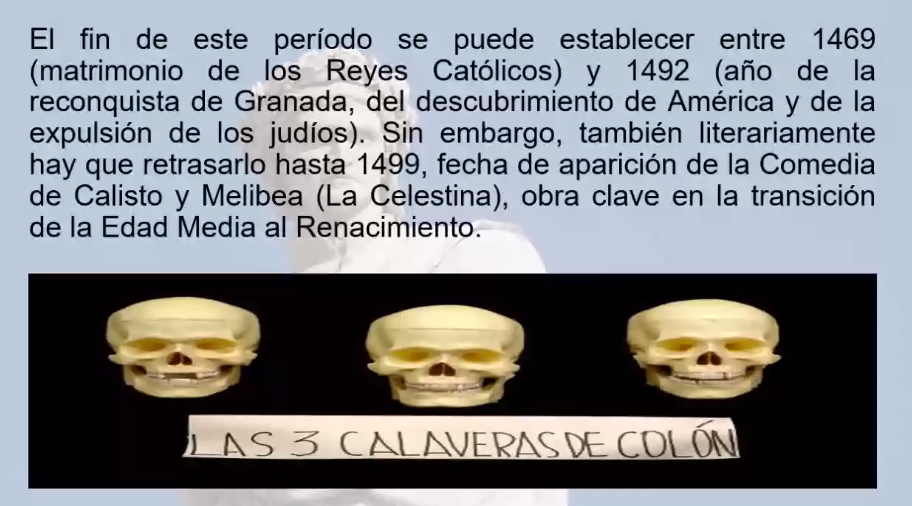 El fin de este período se puede establecer entre 1469
(matrimonio de los Reyes Católicos) y 1492 (año de la
reconquista de Granada, del descubrimiento de América y de la
expulsión de los judíos). Sin embargo, también literariamente
hay que retrasarlo hasta 1499, fecha de aparición de la Comedia
de Calisto y Melibea (La Celestina), obra clave en la transición
de la Edad Media al Renacimiento.
LAS 3 CALAVERAS DE COLÓN